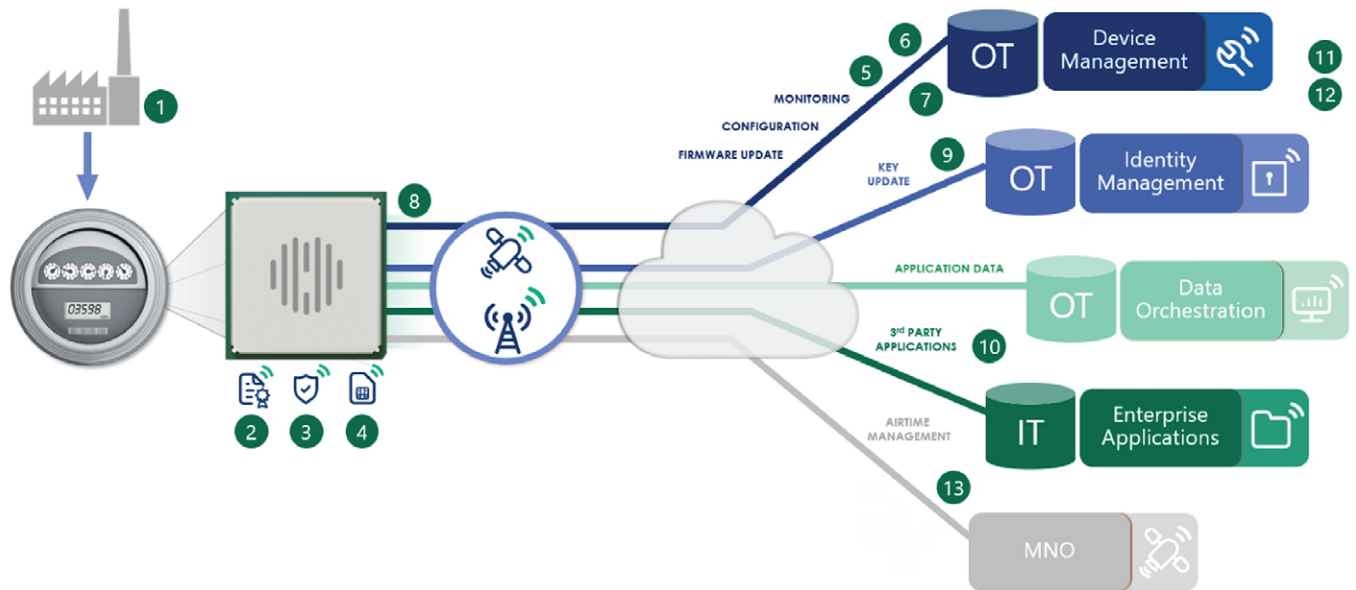 1
03598
2
3
4
8
MONITORING
CONFIGURATION
FIRMWARE UPDATE
5
6
7
OT
Device
Management
11
12
KEY
UPDATE
9
OT
Identity
Management
APPLICATION DATA
OT
Data
Orchestration
3rd PARTY
APPLICATIONS
10
IT
Enterprise
Applications
AIRTIME
MANAGEMENT
13
MNO